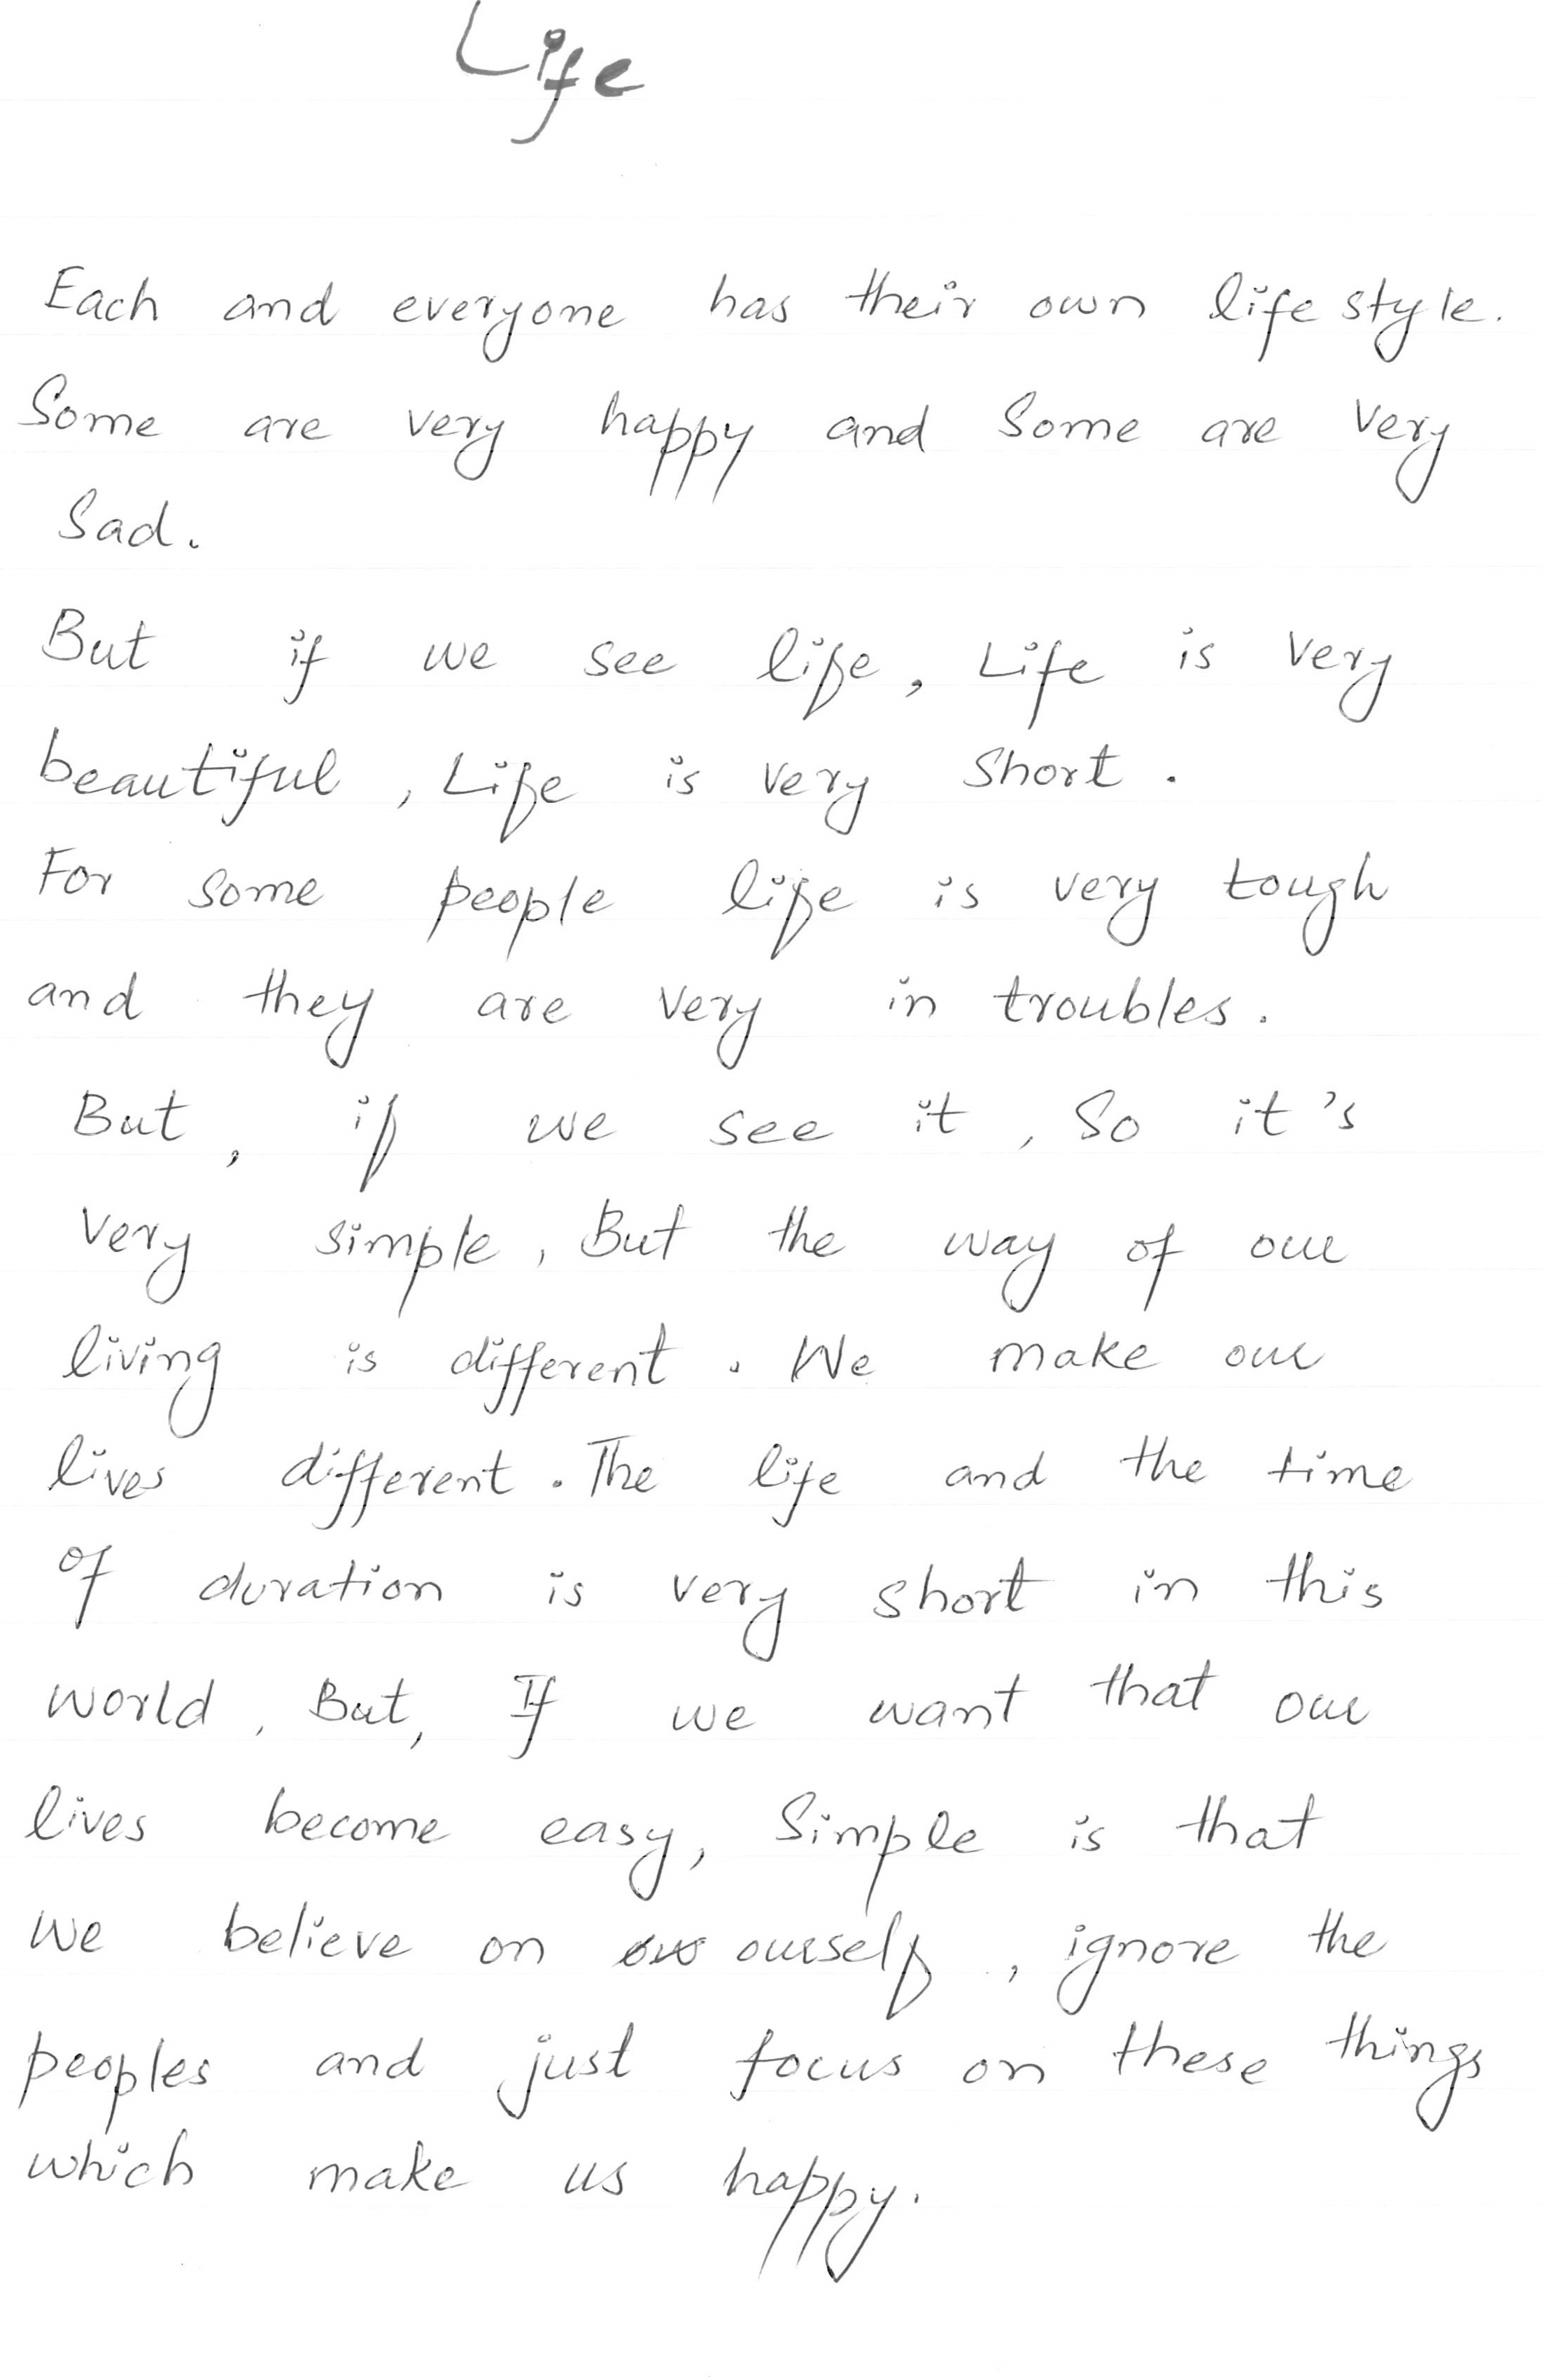 Life
Each and everyone has their own life style.
Some are very happy and Some are very
Sad.
But if we see life, Life is very
beautiful, Life is very Short.
For some people life is very tough
and they are very in troubles.
But, if we see it, So it's
very simple, But the way of our
living is different. We make our
lives different. The life and the time
of duration is very short in this
world, But, If we want that our
lives become easy, Simple is that
we believe on ourself, ignore the
peoples and just focus on these things
which make us happy.